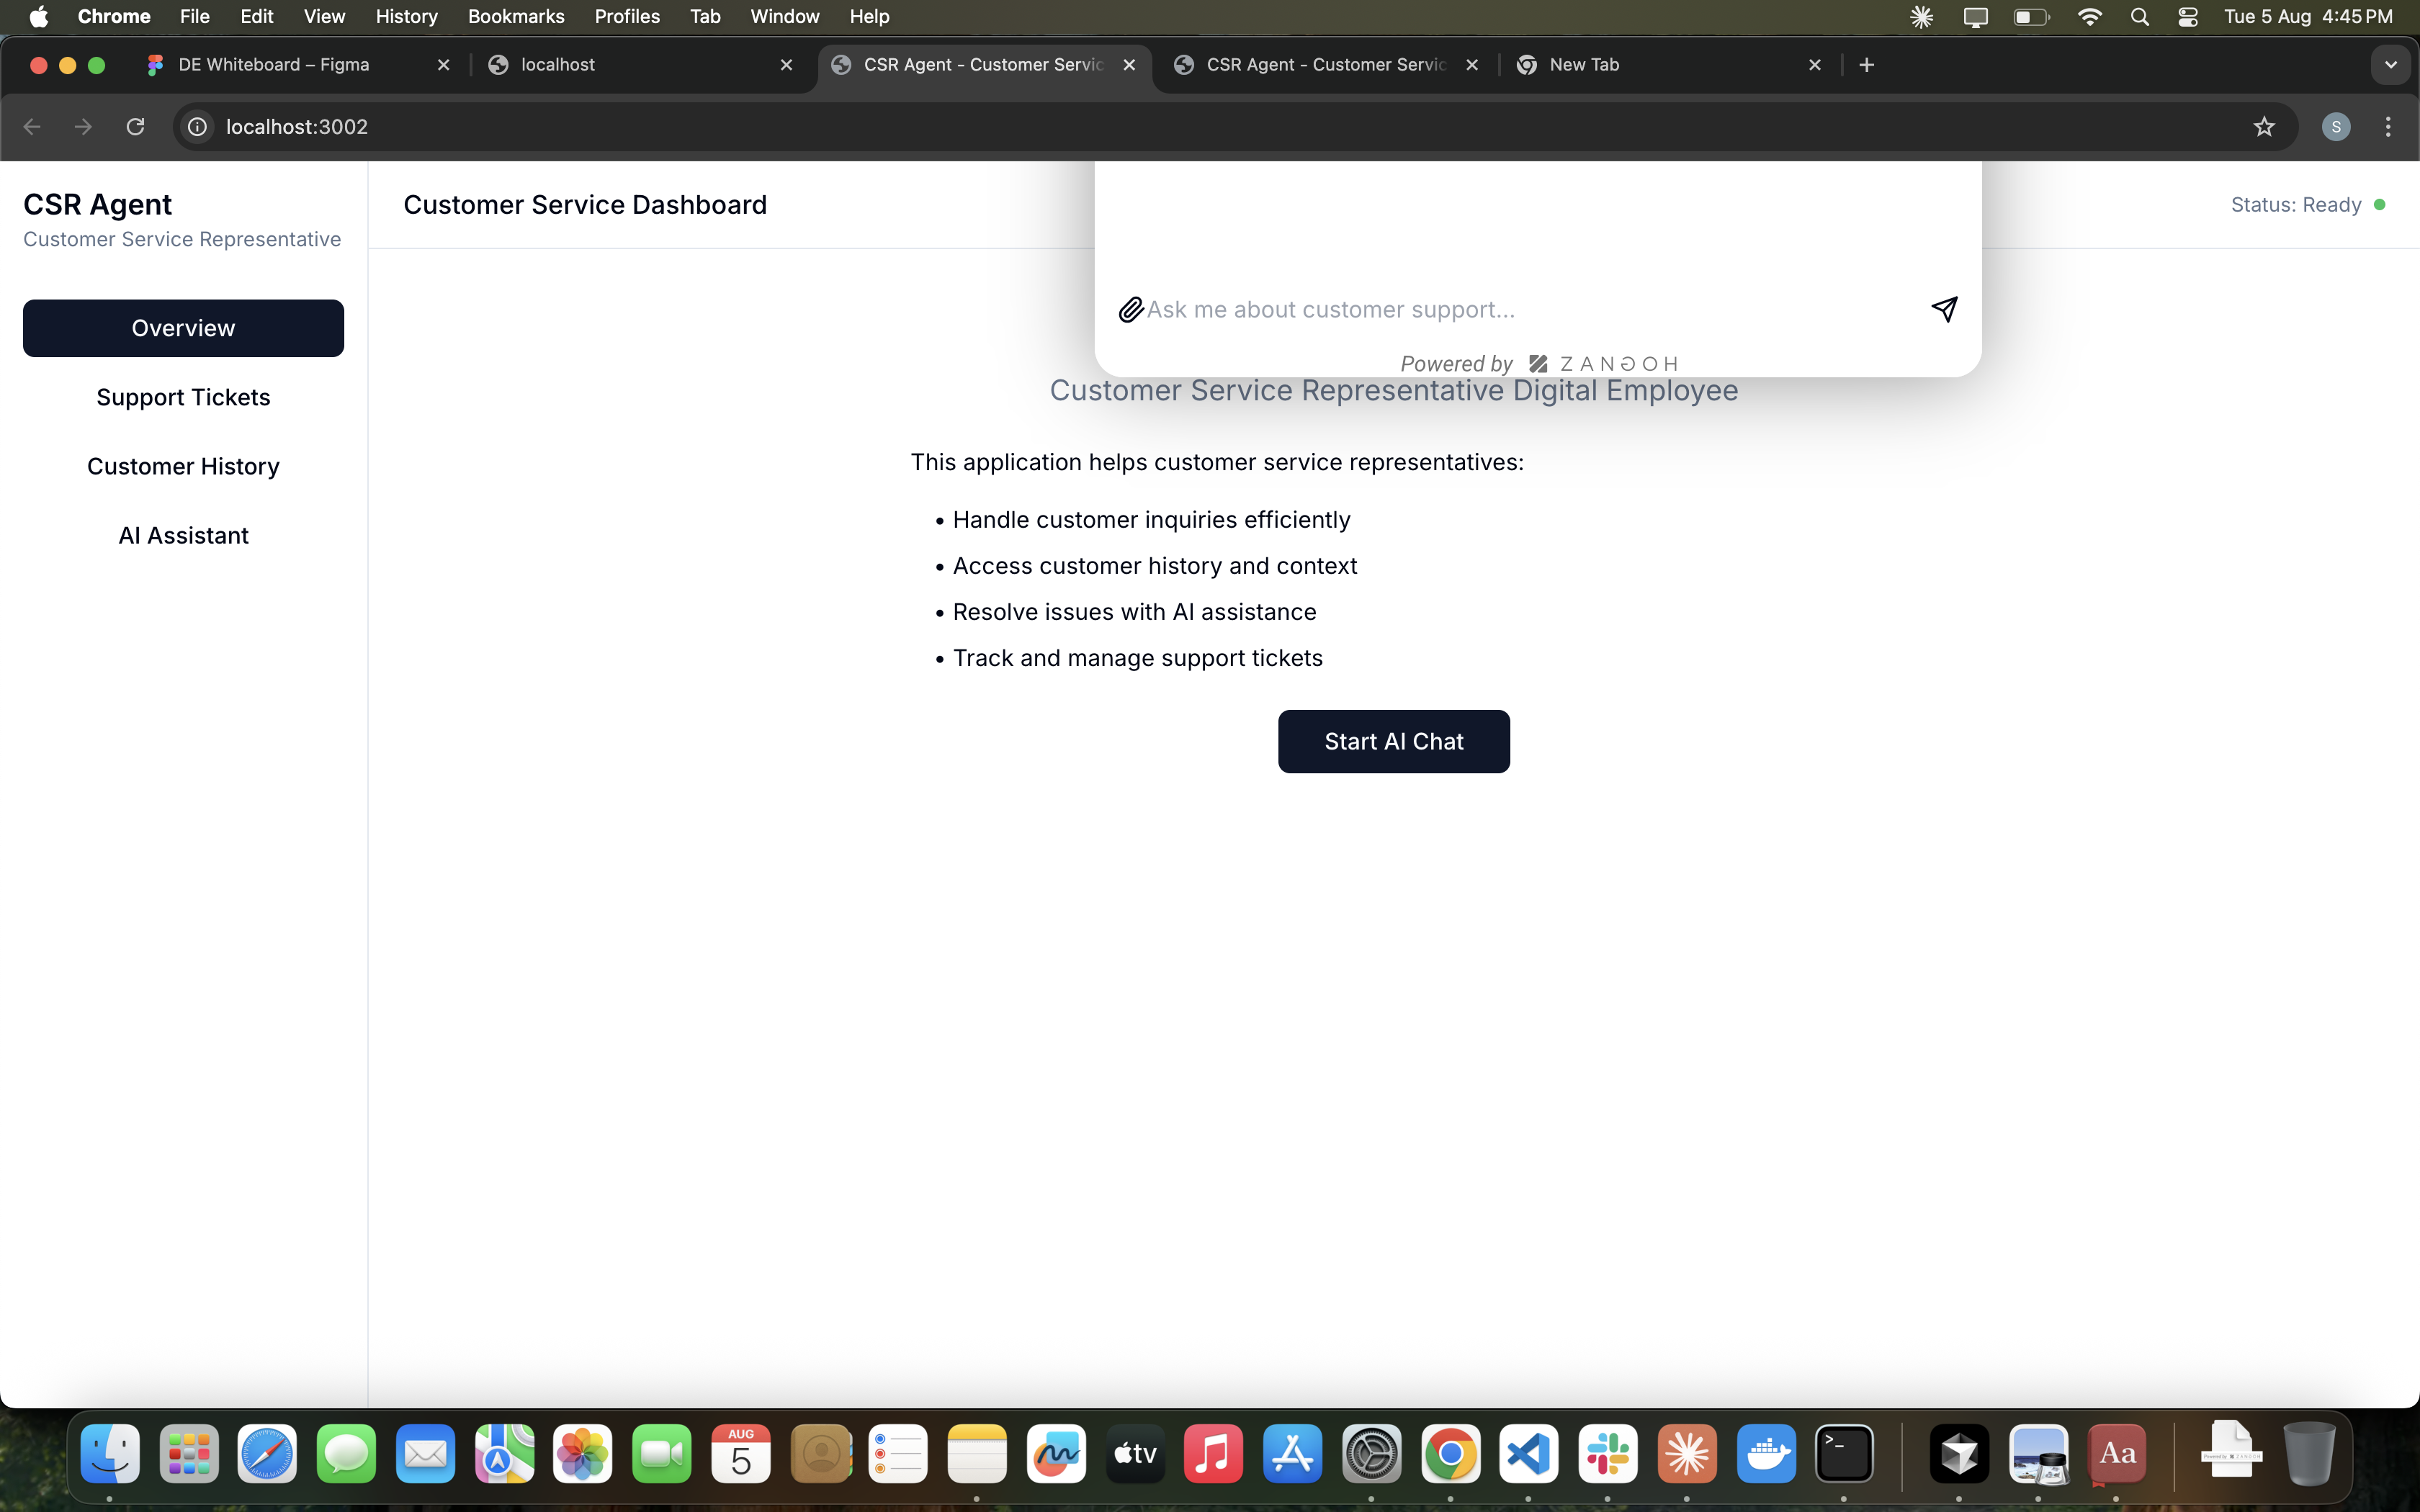 Chrome File Edit View History Bookmarks Profiles Tab Window Help
Tue 5 Aug 4:45 PM
DE Whiteboard – Figma
localhost
CSR Agent - Customer Servic
CSR Agent - Customer Servic
New Tab
localhost:3002
S
CSR Agent
Customer Service Representative
Overview
Support Tickets
Customer History
AI Assistant
Customer Service Dashboard
Status: Ready
Ask me about customer support...
Powered by ZANGOH
Customer Service Representative Digital Employee
This application helps customer service representatives:
• Handle customer inquiries efficiently
• Access customer history and context
• Resolve issues with AI assistance
• Track and manage support tickets
Start AI Chat
AUG
5
tv
>_
Aa
Powered by ZANGOH